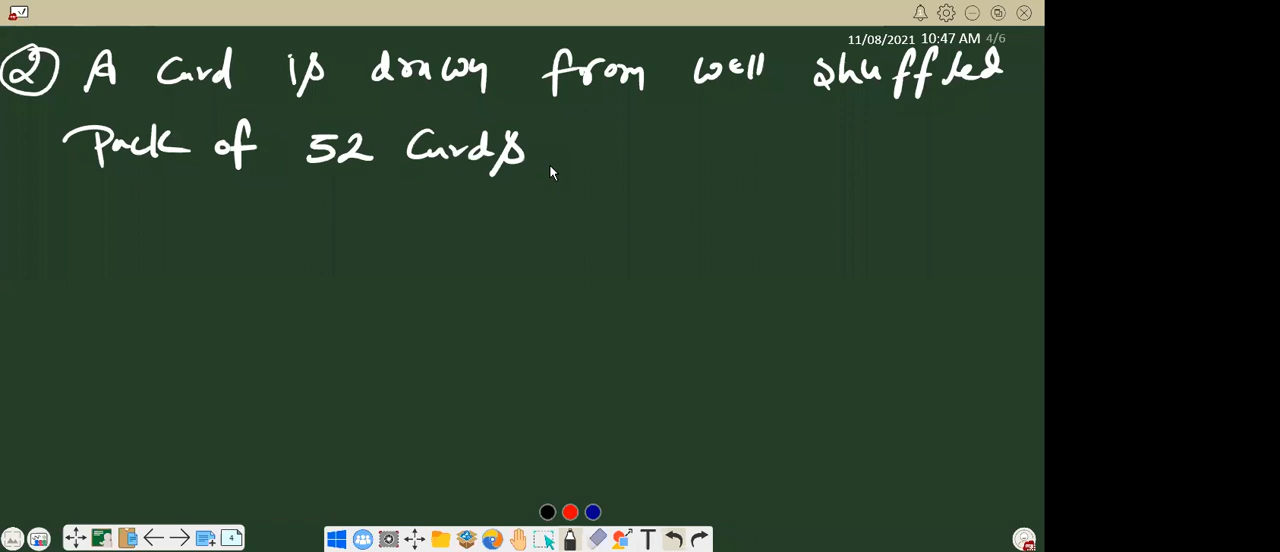 11/08/2021 10:47 AM 4/6
② A Card is drawn from well shuffled
Pack of 52 Cards
4
T